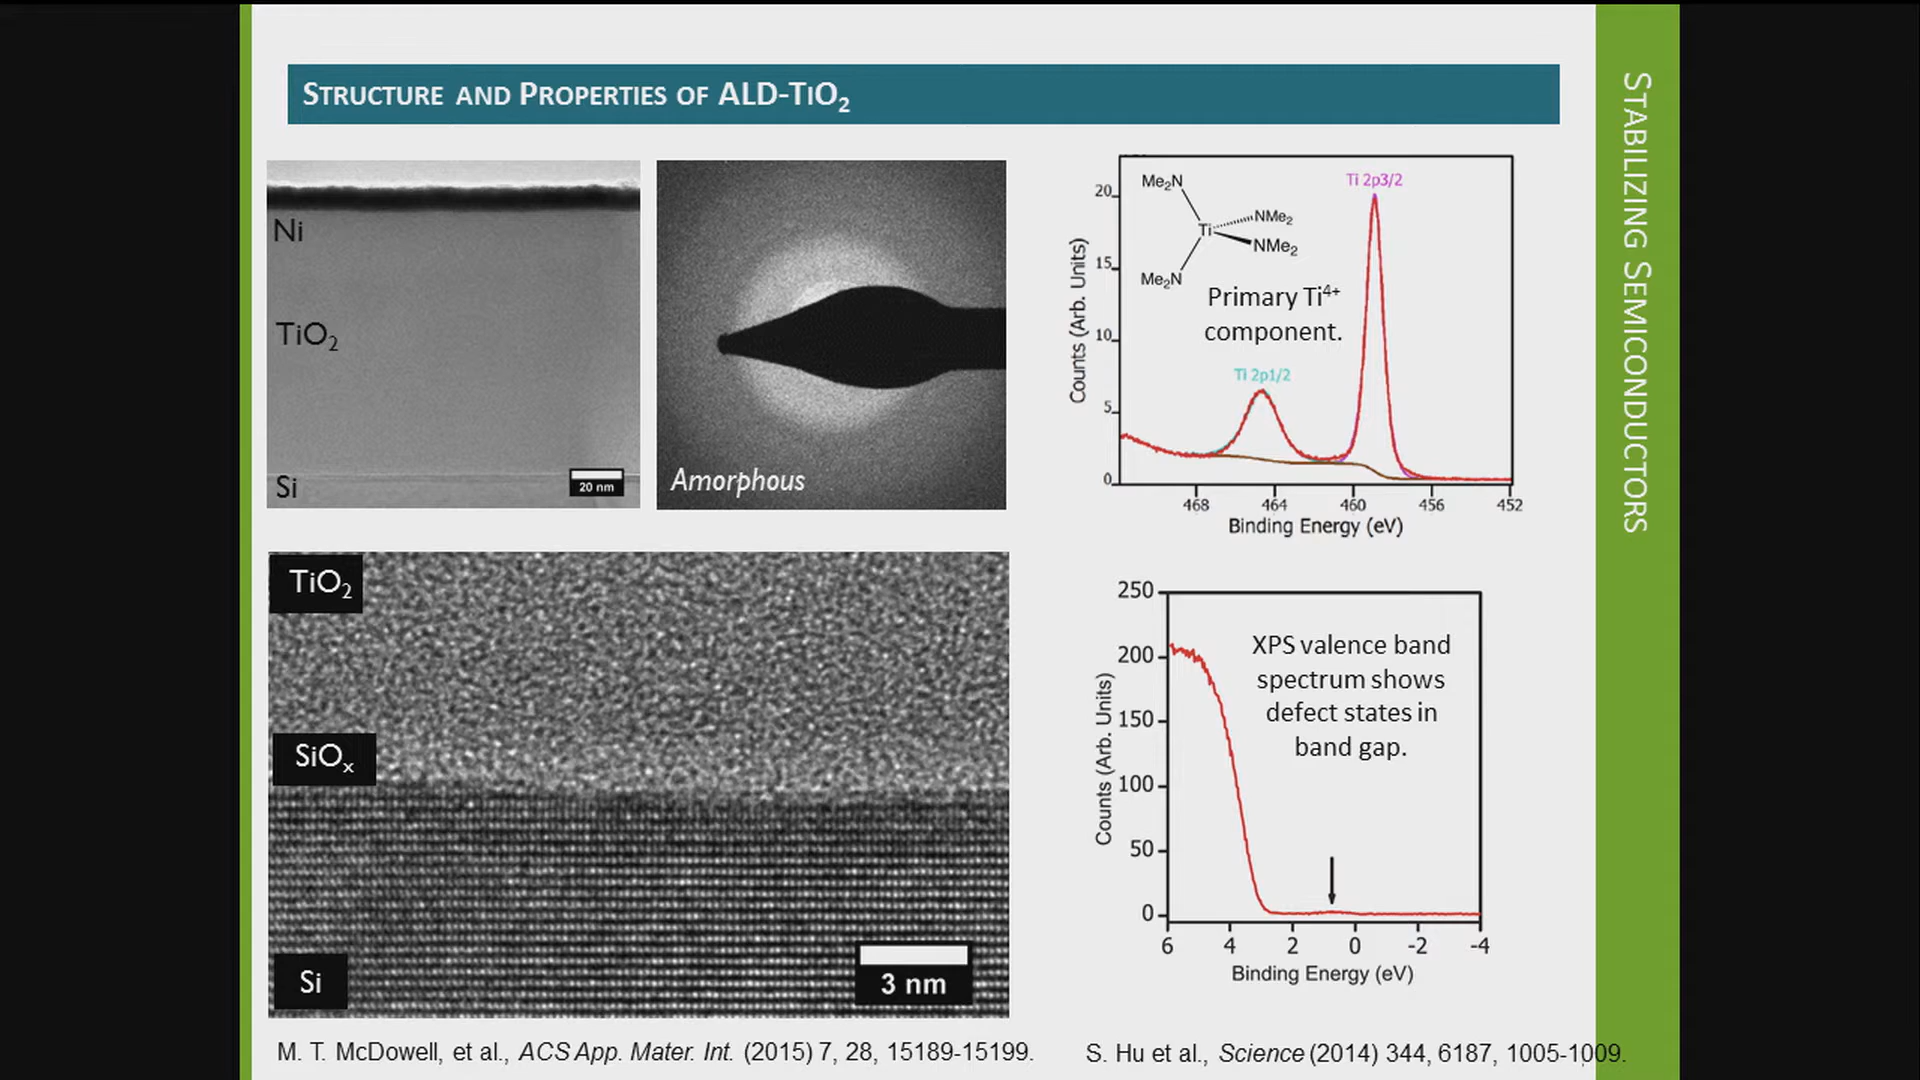 STRUCTURE AND PROPERTIES OF ALD-TIO2
STABILIZING SEMICONDUCTORS
Ni
TiO2
Si
20 nm
Amorphous
Counts (Arb. Units)
20
15
10
5
0
Me2N
NMe2
Ti
NMe2
Me2N
Primary Ti4+
component.
Ti 2p3/2
Ti 2p1/2
468 464 460 456 452
Binding Energy (eV)
TiO2
SiOx
Si
3 nm
Counts (Arb. Units)
250
200
150
100
50
0
XPS valence band
spectrum shows
defect states in
band gap.
6 4 2 0 -2 -4
Binding Energy (eV)
M. T. McDowell, et al., ACS App. Mater. Int. (2015) 7, 28, 15189-15199.
S. Hu et al., Science (2014) 344, 6187, 1005-1009.